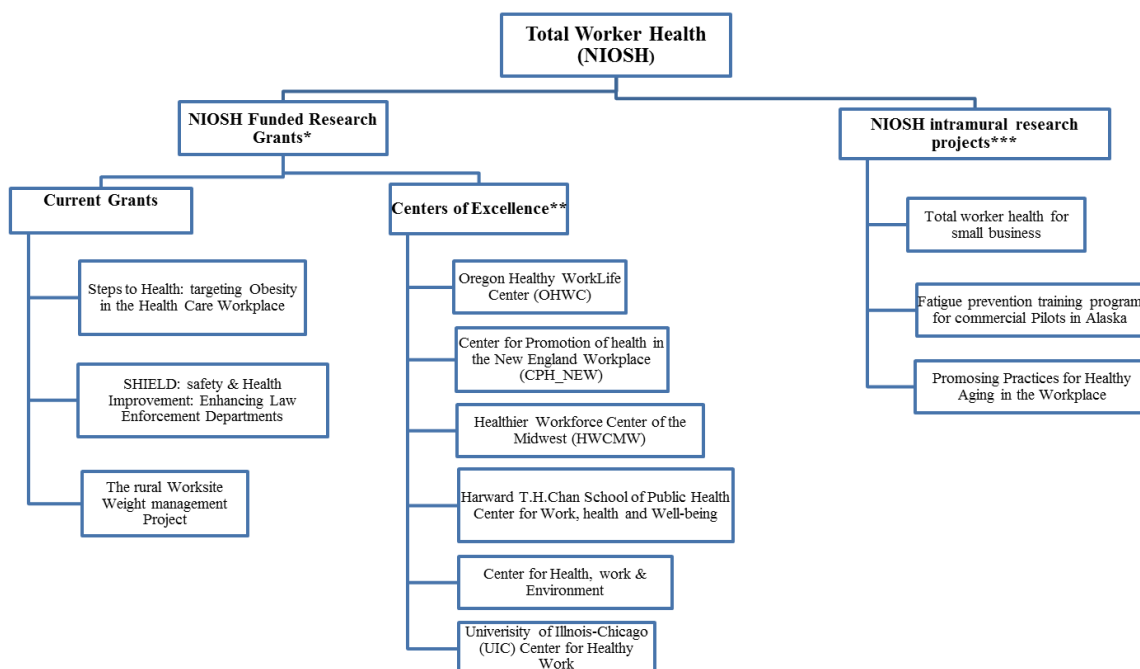 Total Worker Health
(NIOSH)
NIOSH Funded Research
Grants*
NIOSH intramural research
projects***
Current Grants
Centers of Excellence**
Steps to Health: targeting Obesity
in the Health Care Workplace
SHIELD: safety & Health
Improvement: Enhancing Law
Enforcement Departments
The rural Worksite
Weight management
Project
Oregon Healthy WorkLife
Center (OHWC)
Center for Promotion of health in
the New England Workplace
(CPH_NEW)
Healthier Workforce Center of
the Midwest (HWCMW)
Harward T.H.Chan School of Public Health
Center for Work, health and Well-being
Center for Health, work &
Environment
Univerisity of Illnois-Chicago
(UIC) Center for Healthy
Work
Total worker health for
small business
Fatigue prevention training program
for commercial Pilots in Alaska
Promosing Practices for Healthy
Aging in the Workplace